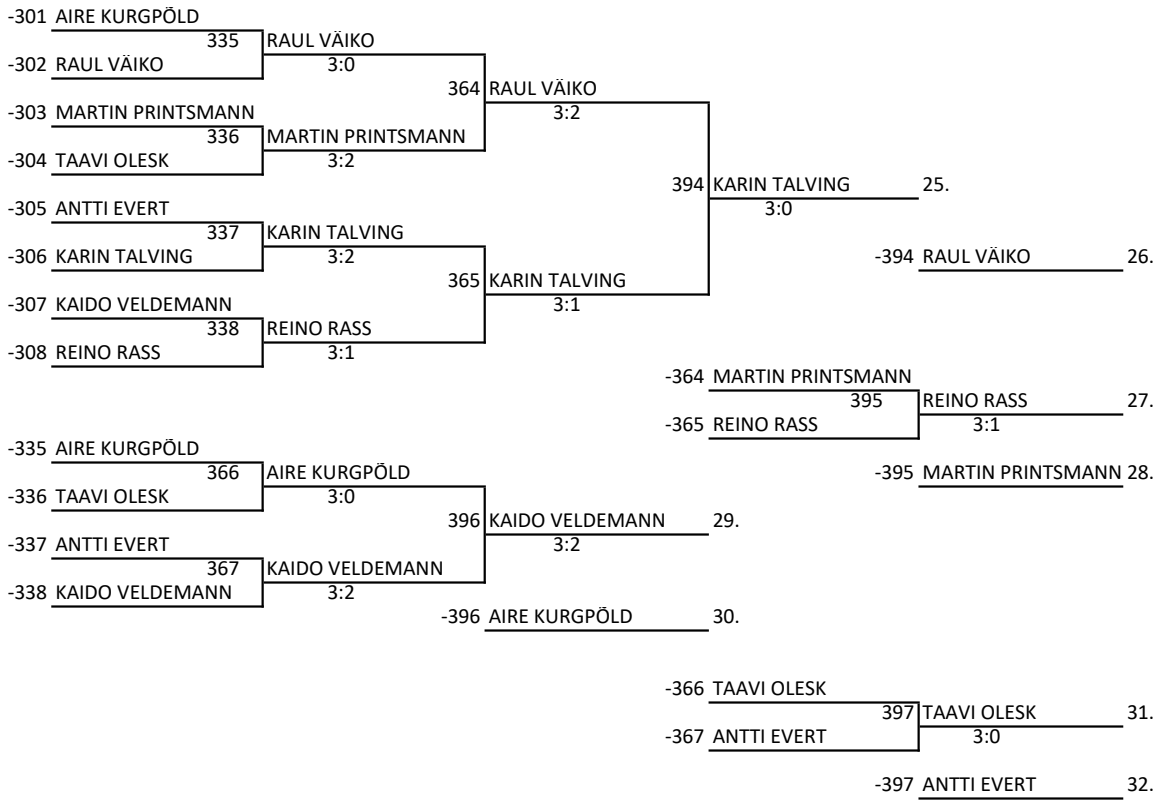 -301 AIRE KURGPÕLD
335 RAUL VÄIKO
-302 RAUL VÄIKO 3:0
364 RAUL VÄIKO
-303 MARTIN PRINTSMANN 3:2
336 MARTIN PRINTSMANN
-304 TAAVI OLESK 3:2
394 KARIN TALVING 25.
-305 ANTTI EVERT 3:0
337 KARIN TALVING
-306 KARIN TALVING 3:2 -394 RAUL VÄIKO 26.
365 KARIN TALVING
-307 KAIDO VELDEMANN 3:1
338 REINO RASS
-308 REINO RASS 3:1
-364 MARTIN PRINTSMANN
395 REINO RASS 27.
-365 REINO RASS 3:1
-335 AIRE KURGPÕLD
366 AIRE KURGPÕLD -395 MARTIN PRINTSMANN 28.
-336 TAAVI OLESK 3:0
396 KAIDO VELDEMANN 29.
-337 ANTTI EVERT 3:2
367 KAIDO VELDEMANN
-338 KAIDO VELDEMANN 3:2
-396 AIRE KURGPÕLD 30.
-366 TAAVI OLESK
397 TAAVI OLESK 31.
-367 ANTTI EVERT 3:0
-397 ANTTI EVERT 32.